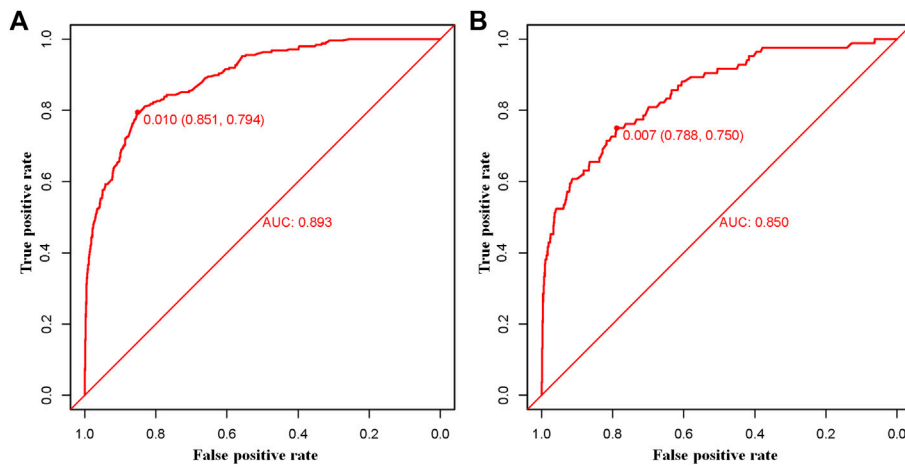 A
True positive rate
1.0
0.8
0.6
0.4
0.2
0.0
0.010 (0.851, 0.794)
AUC: 0.893
1.0 0.8 0.6 0.4 0.2 0.0
False positive rate
B
True positive rate
1.0
0.8
0.6
0.4
0.2
0.0
0.007 (0.788, 0.750)
AUC: 0.850
1.0 0.8 0.6 0.4 0.2 0.0
False positive rate